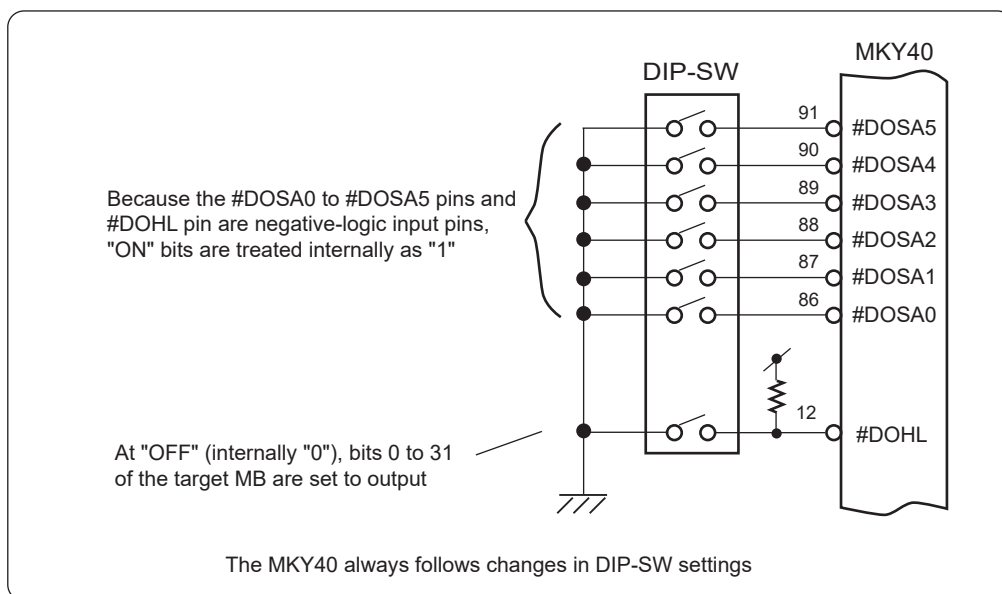 MKY40
DIP-SW
91 #DOSA5
90 #DOSA4
89 #DOSA3
88 #DOSA2
87 #DOSA1
86 #DOSA0
Because the #DOSA0 to #DOSA5 pins and
#DOHL pin are negative-logic input pins,
"ON" bits are treated internally as "1"
12 #DOHL
At "OFF" (internally "0"), bits 0 to 31
of the target MB are set to output
The MKY40 always follows changes in DIP-SW settings